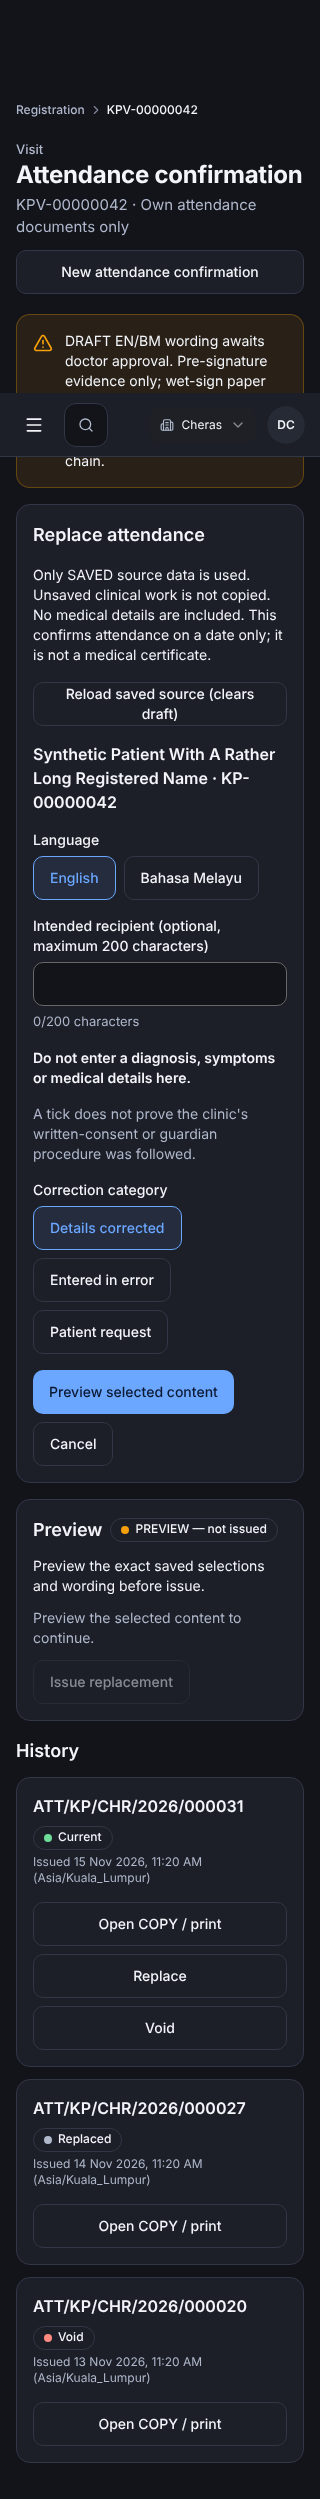 Registration > KPV-00000042
Visit
Attendance confirmation
KPV-00000042 · Own attendance
documents only
New attendance confirmation
DRAFT EN/BM wording awaits
doctor approval. Pre-signature
evidence only; wet-sign paper
Cheras
DC
chain.
Replace attendance
Only SAVED source data is used.
Unsaved clinical work is not copied.
No medical details are included. This
confirms attendance on a date only; it
is not a medical certificate.
Reload saved source (clears
draft)
Synthetic Patient With A Rather
Long Registered Name · KP-
00000042
Language
English
Bahasa Melayu
Intended recipient (optional,
maximum 200 characters)
0/200 characters
Do not enter a diagnosis, symptoms
or medical details here.
A tick does not prove the clinic's
written-consent or guardian
procedure was followed.
Correction category
Details corrected
Entered in error
Patient request
Preview selected content
Cancel
Preview
PREVIEW — not issued
Preview the exact saved selections
and wording before issue.
Preview the selected content to
continue.
Issue replacement
History
ATT/KP/CHR/2026/000031
Current
Issued 15 Nov 2026, 11:20 AM
(Asia/Kuala_Lumpur)
Open COPY / print
Replace
Void
ATT/KP/CHR/2026/000027
Replaced
Issued 14 Nov 2026, 11:20 AM
(Asia/Kuala_Lumpur)
Open COPY / print
ATT/KP/CHR/2026/000020
Void
Issued 13 Nov 2026, 11:20 AM
(Asia/Kuala_Lumpur)
Open COPY / print